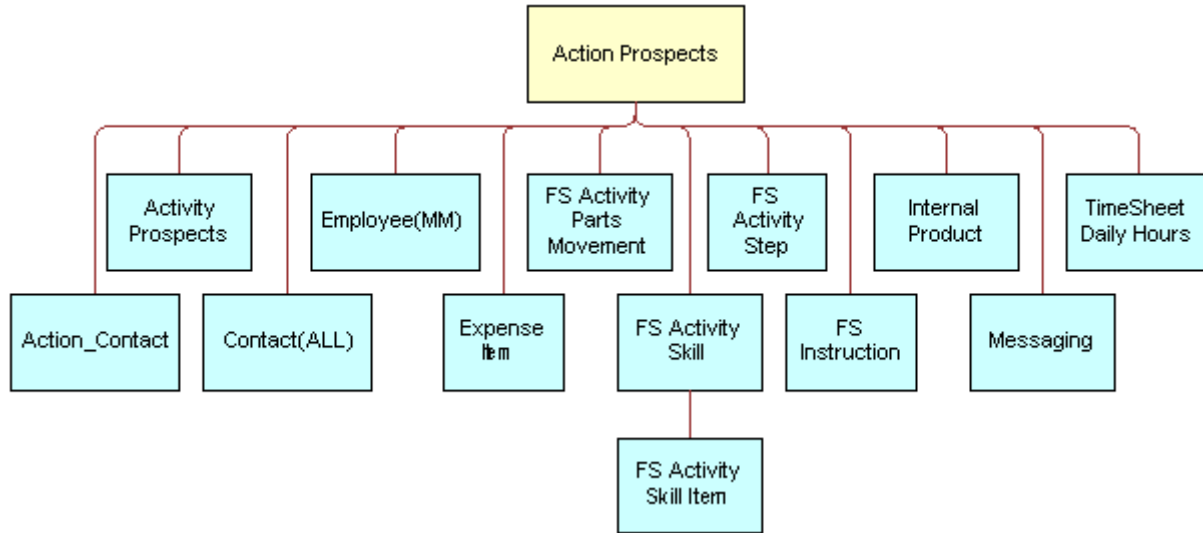 Action Prospects
Activity
Prospects
Employee(MM)
FS Activity
Parts
Movement
FS
Activity
Step
Internal
Product
TimeSheet
Daily Hours
Action_Contact
Contact(ALL)
Expense
Item
FS Activity
Skill
FS
Instruction
Messaging
FS Activity
Skill Item